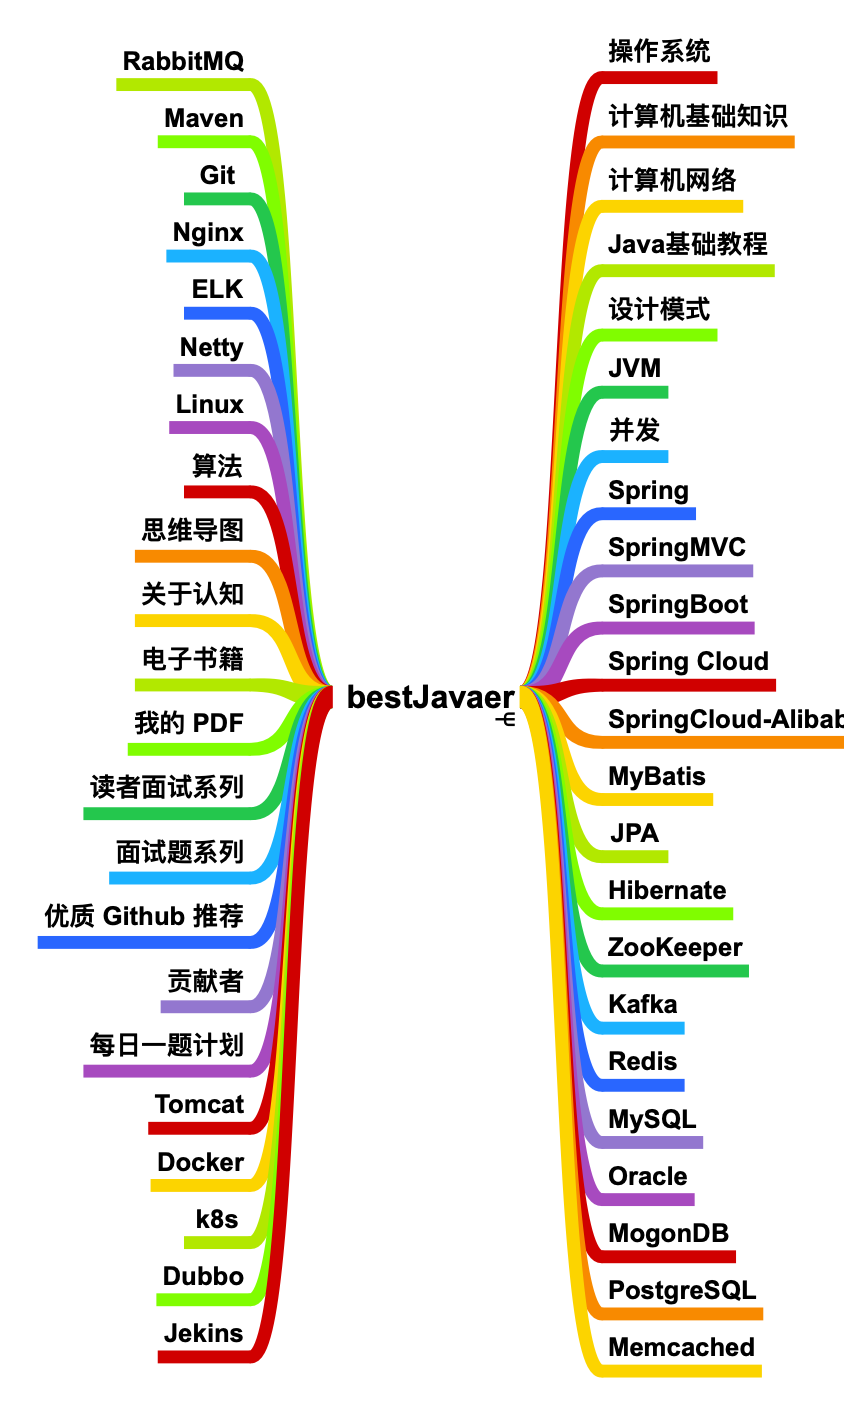 RabbitMQ
Maven
Git
Nginx
ELK
Netty
Linux
算法
思维导图
关于认知
电子书籍
我的 PDF
读者面试系列
面试题系列
优质 Github 推荐
贡献者
每日一题计划
Tomcat
Docker
k8s
Dubbo
Jekins
bestJavaer
操作系统
计算机基础知识
计算机网络
Java基础教程
设计模式
JVM
并发
Spring
SpringMVC
SpringBoot
Spring Cloud
SpringCloud-Alibab
MyBatis
JPA
Hibernate
ZooKeeper
Kafka
Redis
MySQL
Oracle
MogonDB
PostgreSQL
Memcached